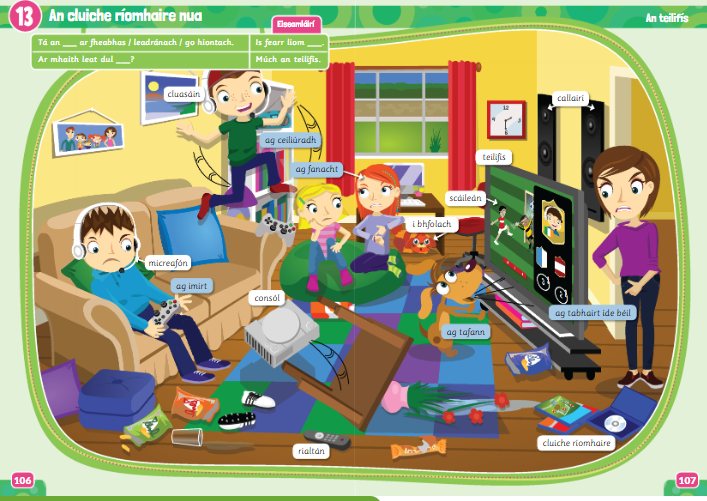 13 An cluiche ríomhaire nua
An teilifís
Eiseamláirí
Tá an ___ ar fheabhas / leadránach / go hiontach.
Is fearr liom ___.
Ar mhaith leat dul ___?
Múch an teilifís.
cluasáin
callairí
ag ceiliúradh
teilifís
ag fanacht
scáileán
i bhfolach
micreafón
ag imirt
consól
ag tabhairt íde béil
ag tafann
cluiche ríomhaire
rialtán
106
107